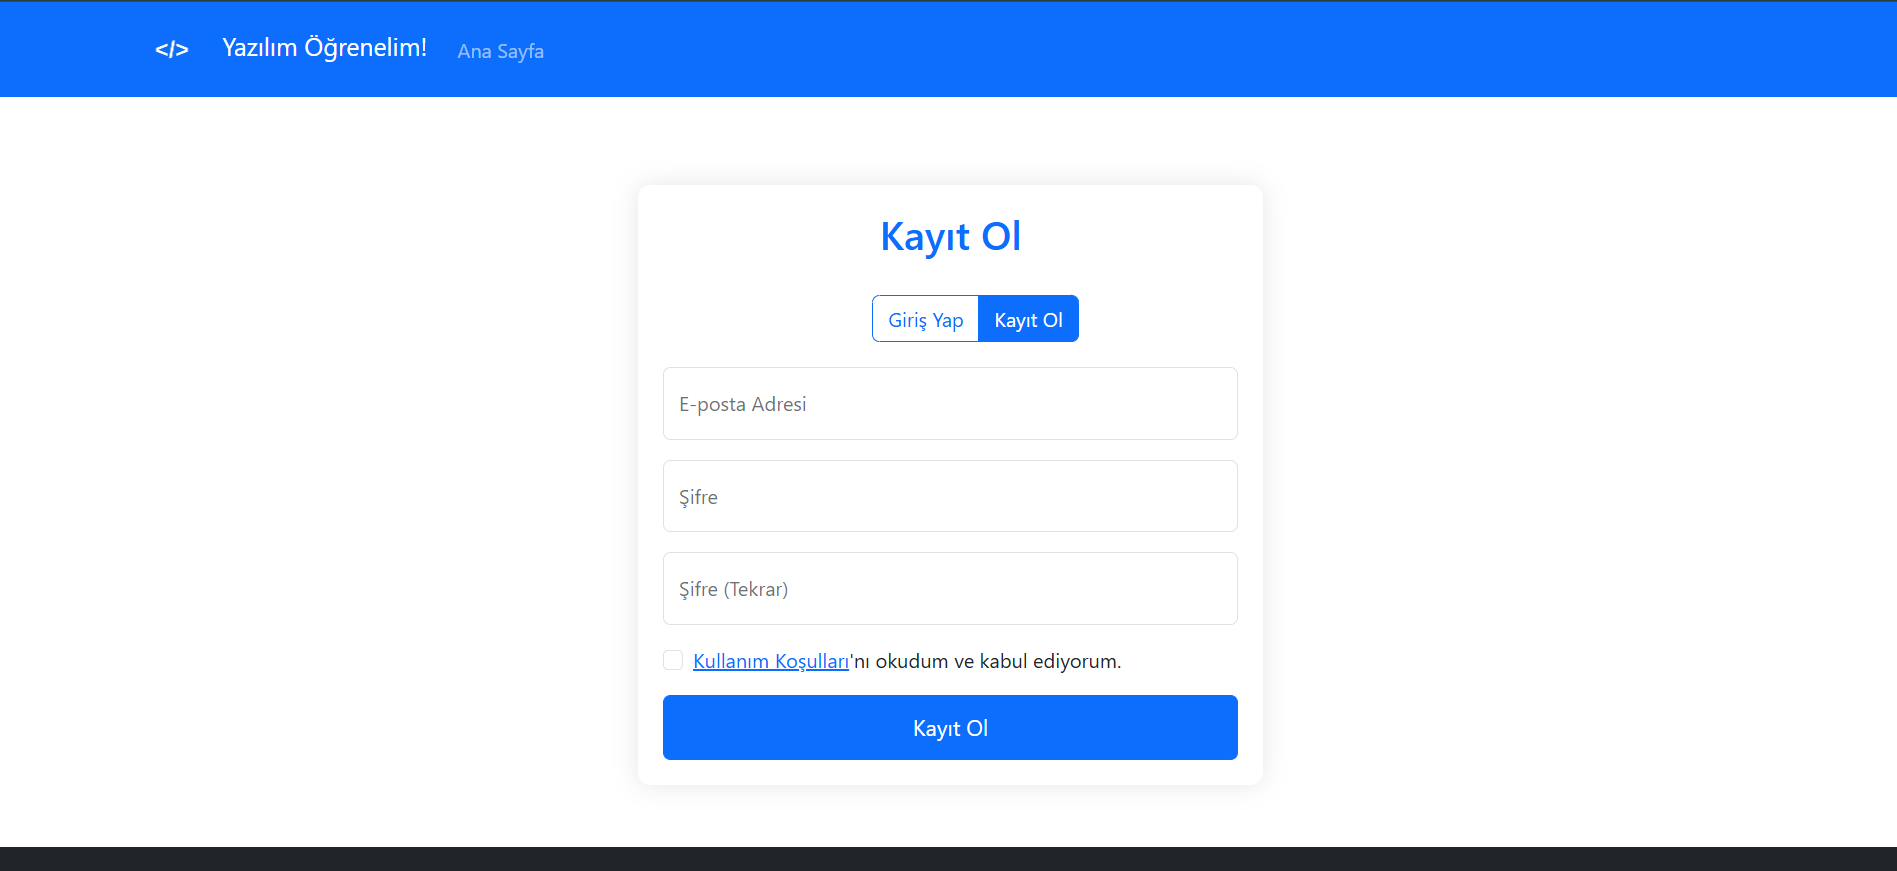 </> Yazılım Öğrenelim! Ana Sayfa
Kayıt Ol
Giriş Yap Kayıt Ol
E-posta Adresi
Şifre
Şifre (Tekrar)
Kullanım Koşulları'nı okudum ve kabul ediyorum.
Kayıt Ol